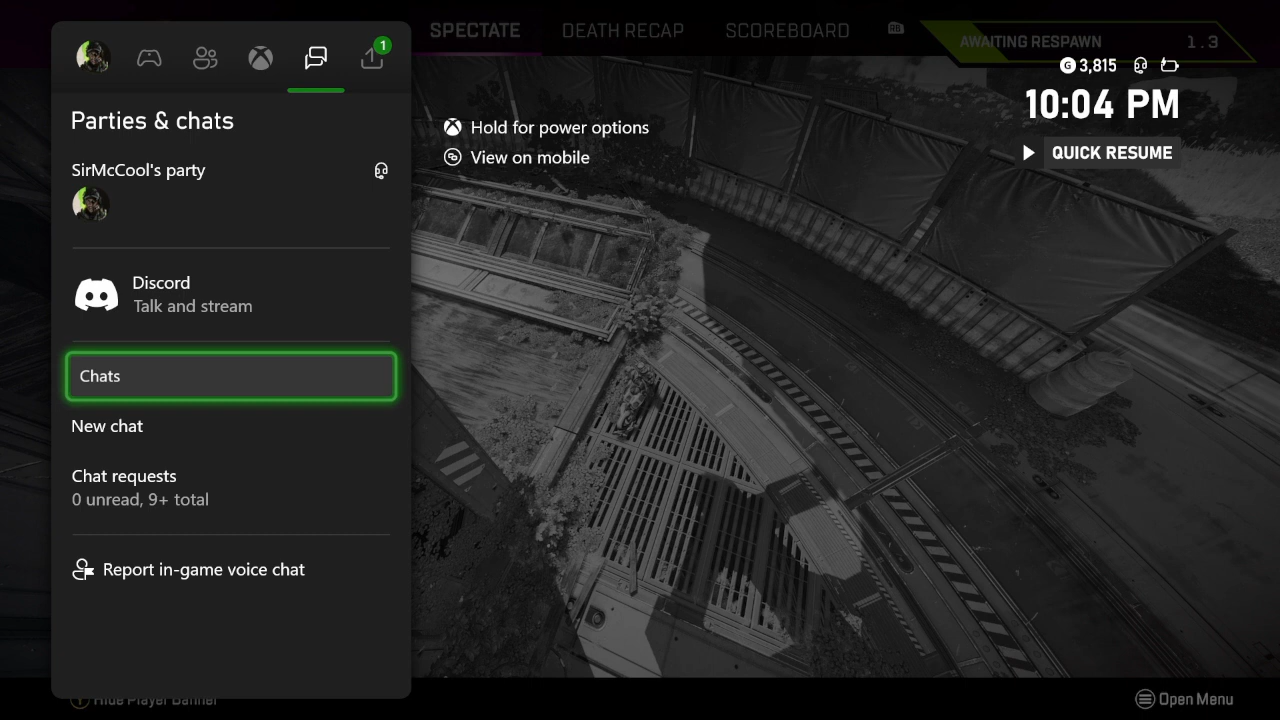 SPECTATE
DEATH RECAP
SCOREBOARD
RB
AWAITING RESPAWN 1.3
1
G 3,815
10:04 PM
QUICK RESUME
Hold for power options
View on mobile
Parties & chats
SirMcCool's party
Discord
Talk and stream
Chats
New chat
Chat requests
0 unread, 9+ total
Report in-game voice chat
Y Hide Player Banner
Open Menu